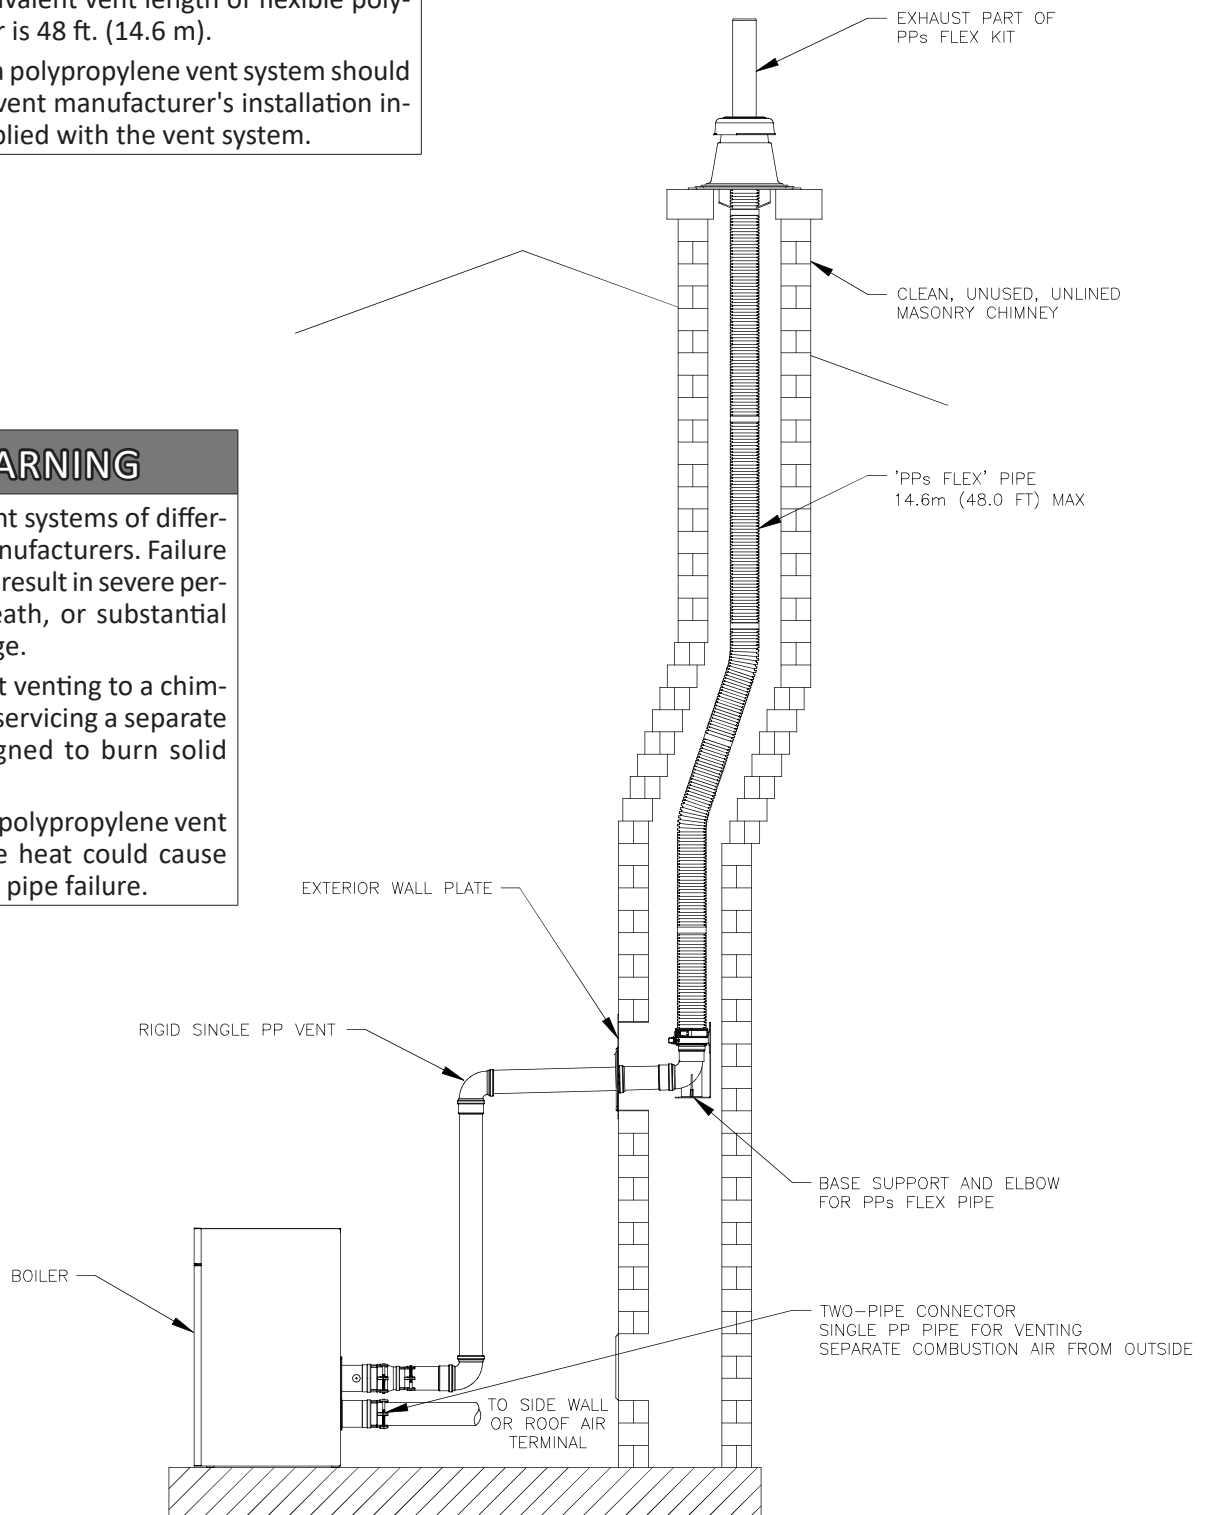 equivalent vent length of flexible poly-
r is 48 ft. (14.6 m).
a polypropylene vent system should
vent manufacturer's installation in-
plied with the vent system.
EXHAUST PART OF
PPs FLEX KIT
CLEAN, UNUSED, UNLINED
MASONRY CHIMNEY
ARNING
nt systems of differ-
nufacturers. Failure
result in severe per-
eath, or substantial
ge.
t venting to a chim-
servicing a separate
gned to burn solid
polypropylene vent
e heat could cause
pipe failure.
'PPs FLEX' PIPE
14.6m (48.0 FT) MAX
EXTERIOR WALL PLATE
RIGID SINGLE PP VENT
BASE SUPPORT AND ELBOW
FOR PPs FLEX PIPE
BOILER
TWO-PIPE CONNECTOR
SINGLE PP PIPE FOR VENTING
SEPARATE COMBUSTION AIR FROM OUTSIDE
TO SIDE WALL
OR ROOF AIR
TERMINAL